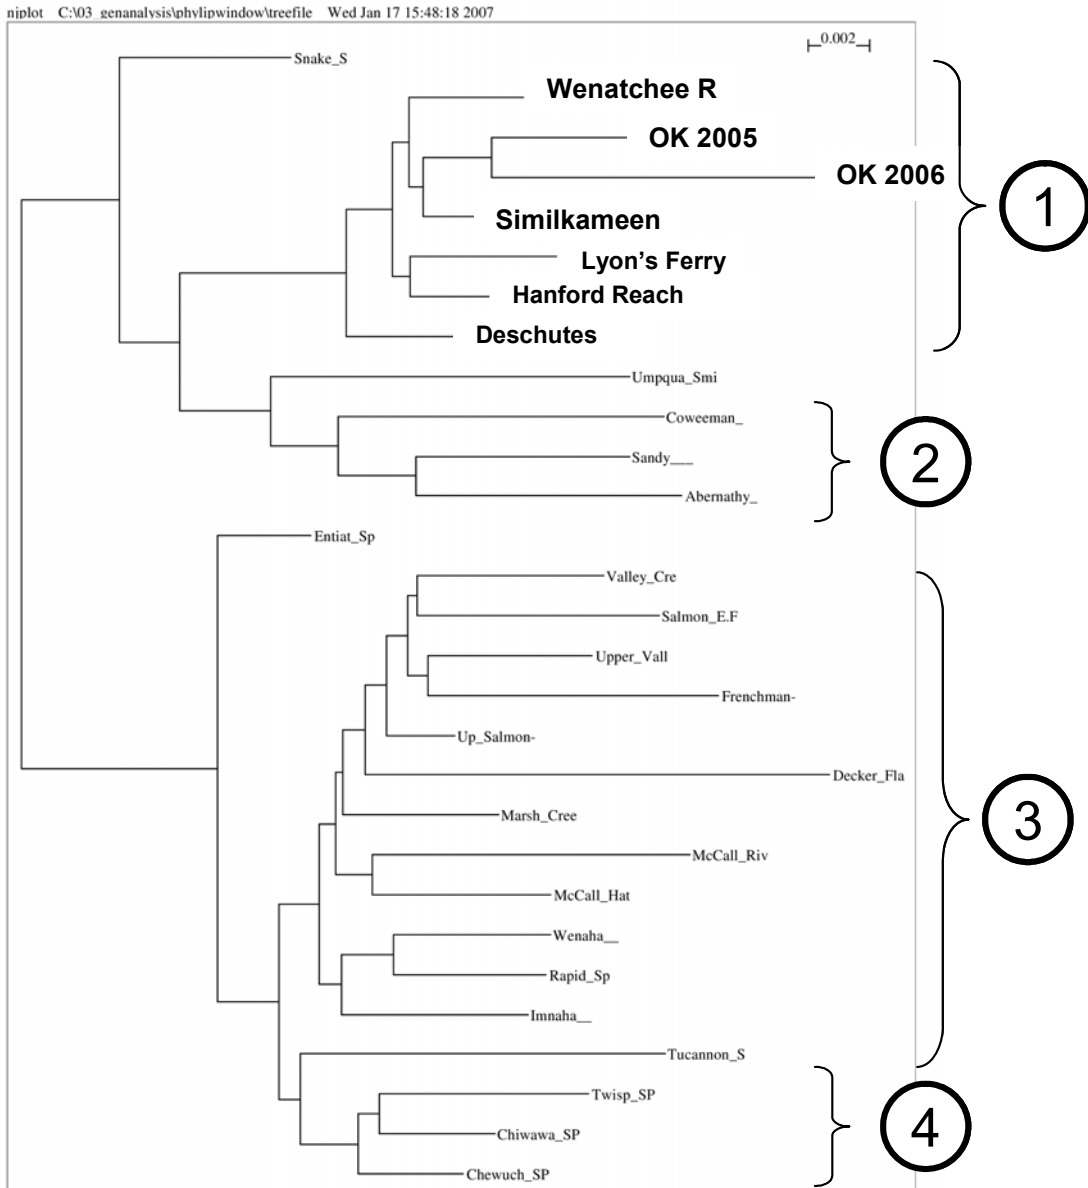 njplot C:\03_genanalysis\phylipwindow\treefile Wed Jan 17 15:48:18 2007
0.002
Snake_S
Wenatchee R
OK 2005
OK 2006
1
Similkameen
Lyon's Ferry
Hanford Reach
Deschutes
Umpqua_Smi
Coweeman_
2
Sandy___
Abernathy_
Entiat_Sp
Valley_Cre
Salmon_E.F
Upper_Vall
Frenchman-
Up_Salmon-
Decker_Fla
Marsh_Cree
3
McCall_Riv
McCall_Hat
Wenaha__
Rapid_Sp
Imnaha__
Tucannon_S
Twisp_SP
4
Chiwawa_SP
Chewuch_SP